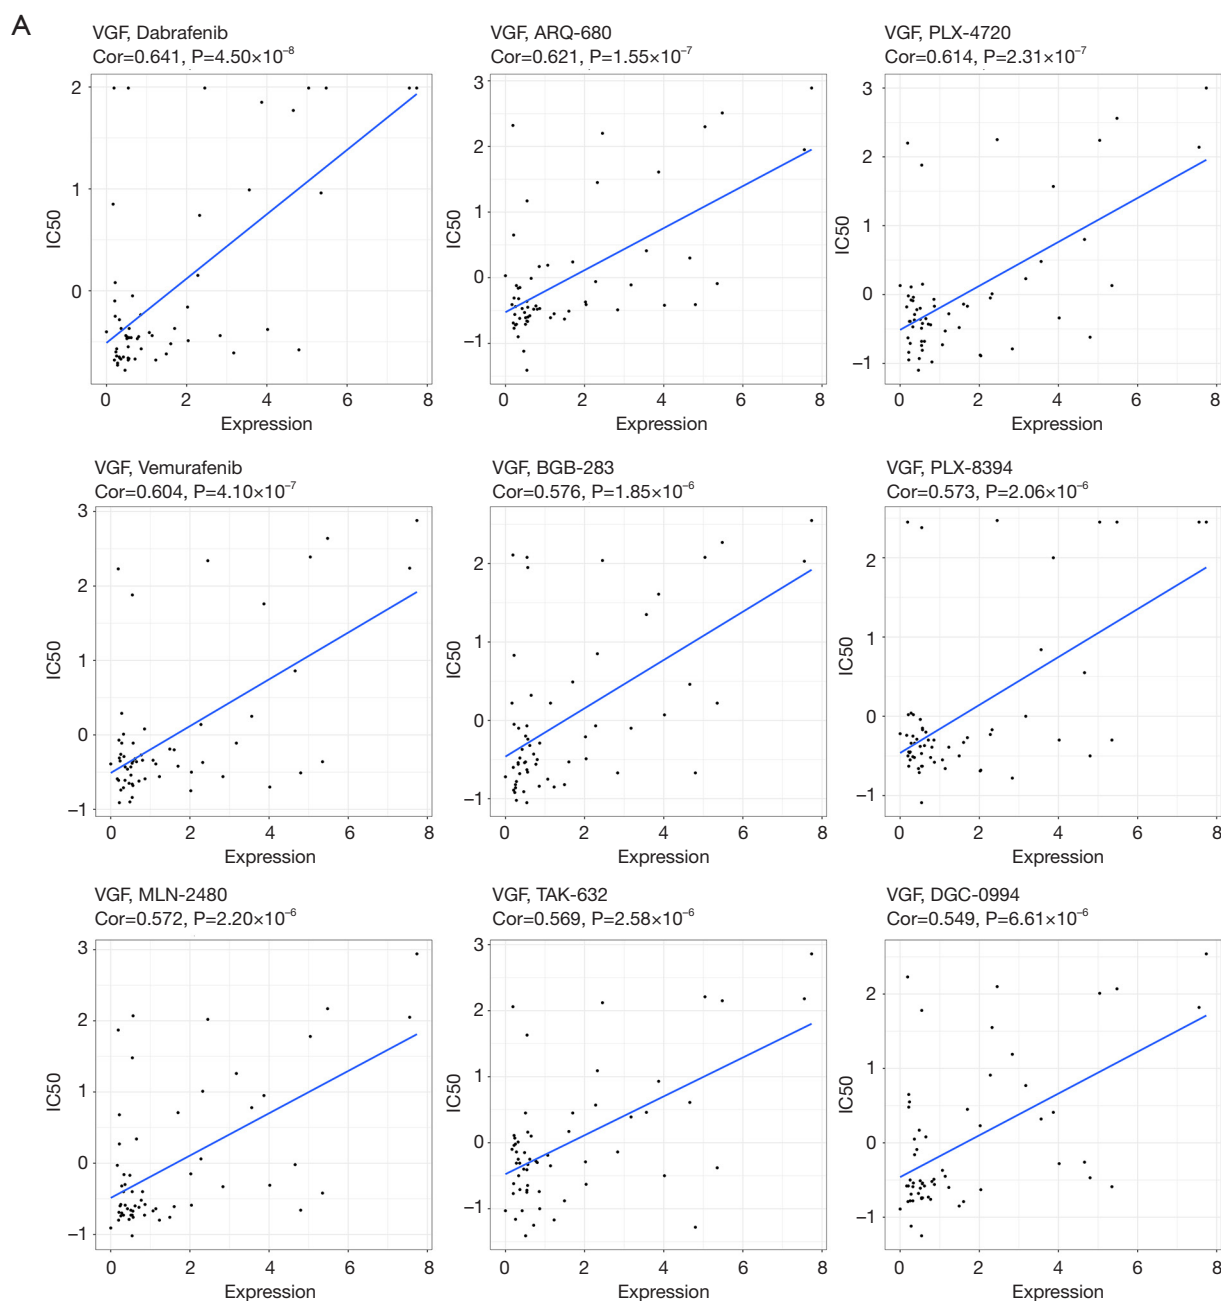 A
VGF, Dabrafenib
Cor=0.641, P=4.50×10⁻⁸
2
1
0
IC50
0 2 4 6 8
Expression
VGF, ARQ-680
Cor=0.621, P=1.55×10⁻⁷
3
2
1
0
−1
IC50
0 2 4 6 8
Expression
VGF, PLX-4720
Cor=0.614, P=2.31×10⁻⁷
3
2
1
0
−1
IC50
0 2 4 6 8
Expression
VGF, Vemurafenib
Cor=0.604, P=4.10×10⁻⁷
3
2
1
0
−1
IC50
0 2 4 6 8
Expression
VGF, BGB-283
Cor=0.576, P=1.85×10⁻⁶
2
1
0
−1
IC50
0 2 4 6 8
Expression
VGF, PLX-8394
Cor=0.573, P=2.06×10⁻⁶
2
1
0
−1
IC50
0 2 4 6 8
Expression
VGF, MLN-2480
Cor=0.572, P=2.20×10⁻⁶
3
2
1
0
−1
IC50
0 2 4 6 8
Expression
VGF, TAK-632
Cor=0.569, P=2.58×10⁻⁶
3
2
1
0
−1
IC50
0 2 4 6 8
Expression
VGF, DGC-0994
Cor=0.549, P=6.61×10⁻⁶
2
1
0
−1
IC50
0 2 4 6 8
Expression